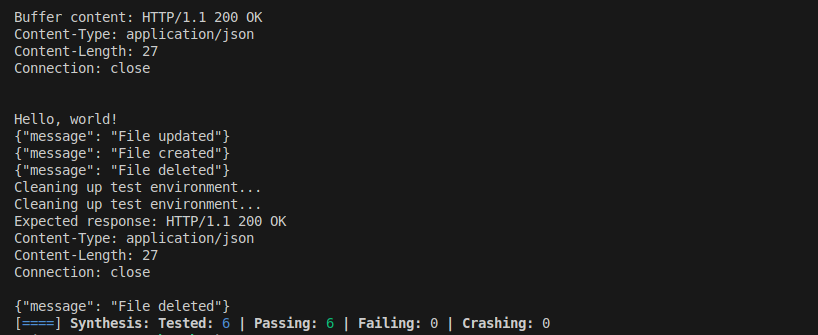 Buffer content: HTTP/1.1 200 OK
Content-Type: application/json
Content-Length: 27
Connection: close
Hello, world!
{"message": "File updated"}
{"message": "File created"}
{"message": "File deleted"}
Cleaning up test environment...
Cleaning up test environment...
Expected response: HTTP/1.1 200 OK
Content-Type: application/json
Content-Length: 27
Connection: close
{"message": "File deleted"}
[====] Synthesis: Tested: 6 | Passing: 6 | Failing: 0 | Crashing: 0